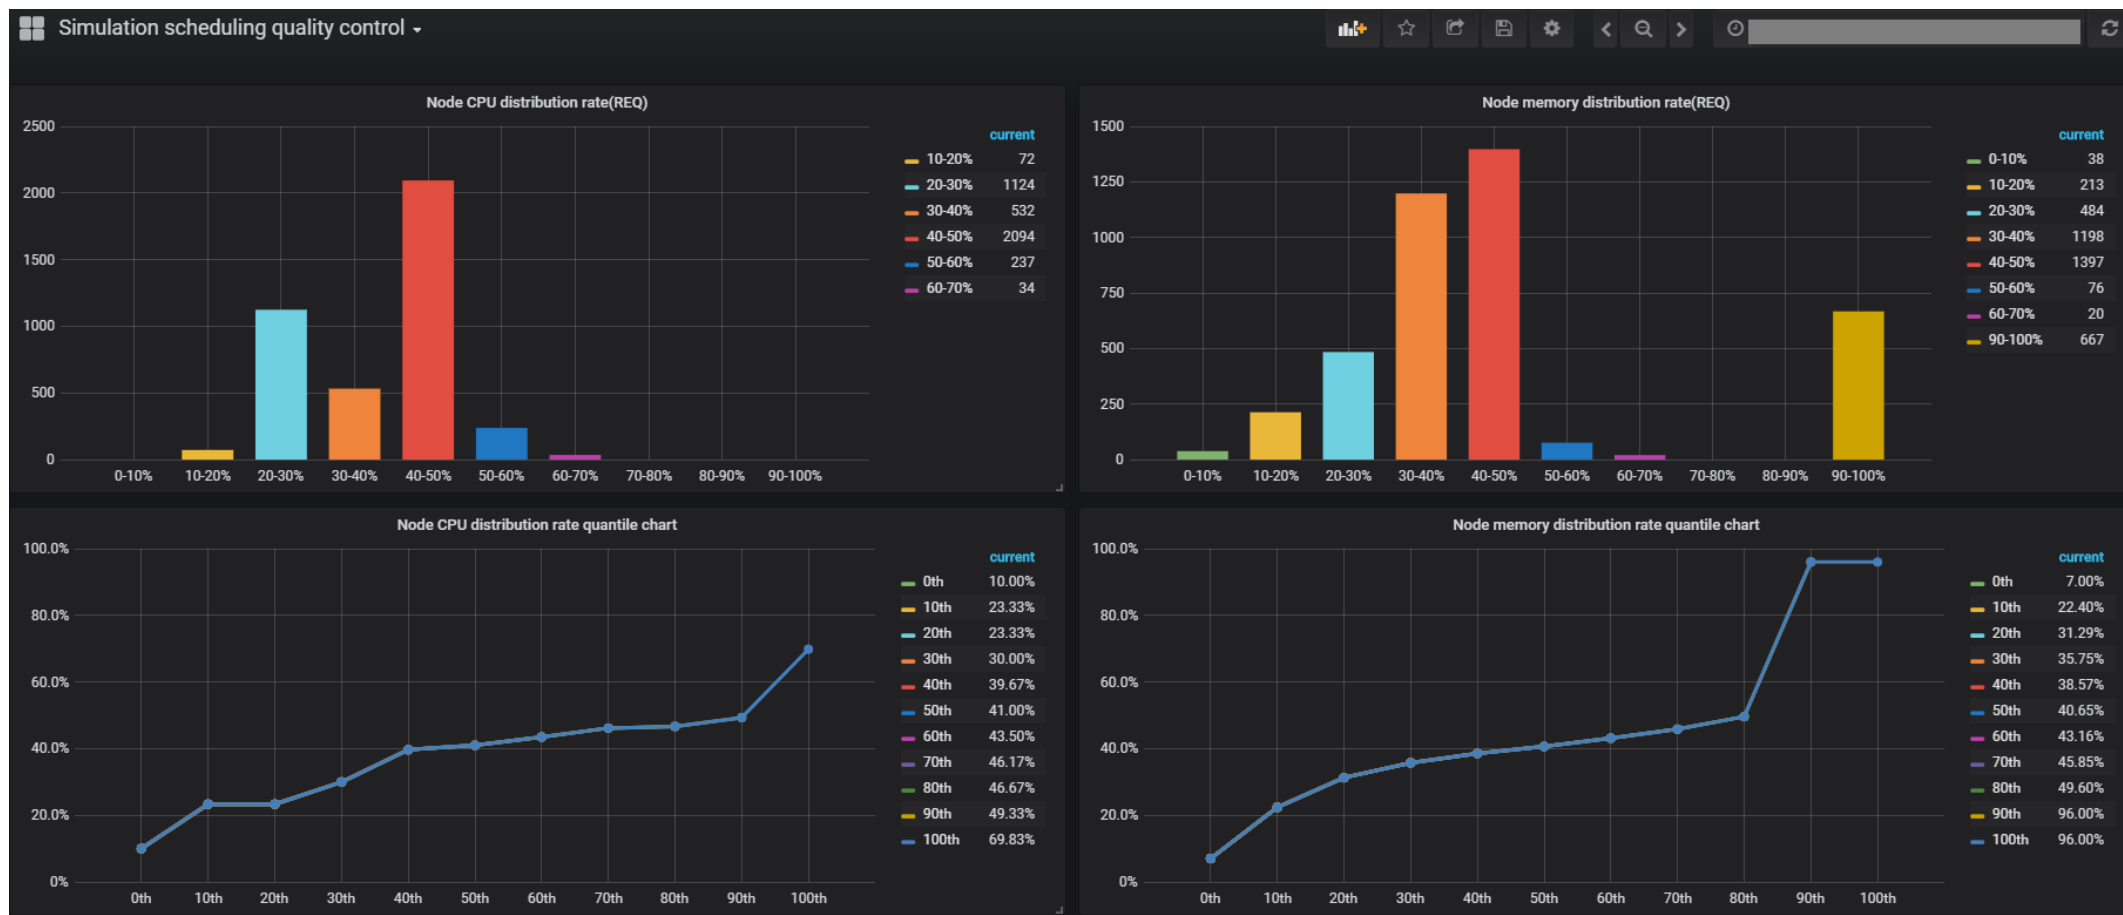 Simulation scheduling quality control
Node CPU distribution rate(REQ)
2500
2000
1500
1000
500
0
0-10% 10-20% 20-30% 30-40% 40-50% 50-60% 60-70% 70-80% 80-90% 90-100%
current
10-20% 72
20-30% 1124
30-40% 532
40-50% 2094
50-60% 237
60-70% 34
Node memory distribution rate(REQ)
1500
1250
1000
750
500
250
0
0-10% 10-20% 20-30% 30-40% 40-50% 50-60% 60-70% 70-80% 80-90% 90-100%
current
0-10% 38
10-20% 213
20-30% 484
30-40% 1198
40-50% 1397
50-60% 76
60-70% 20
90-100% 667
Node CPU distribution rate quantile chart
100.0%
80.0%
60.0%
40.0%
20.0%
0%
0th 10th 20th 30th 40th 50th 60th 70th 80th 90th 100th
current
0th 10.00%
10th 23.33%
20th 23.33%
30th 30.00%
40th 39.67%
50th 41.00%
60th 43.50%
70th 46.17%
80th 46.67%
90th 49.33%
100th 69.83%
Node memory distribution rate quantile chart
100.0%
80.0%
60.0%
40.0%
20.0%
0%
0th 10th 20th 30th 40th 50th 60th 70th 80th 90th 100th
current
0th 7.00%
10th 22.40%
20th 31.29%
30th 35.75%
40th 38.57%
50th 40.65%
60th 43.16%
70th 45.85%
80th 49.60%
90th 96.00%
100th 96.00%